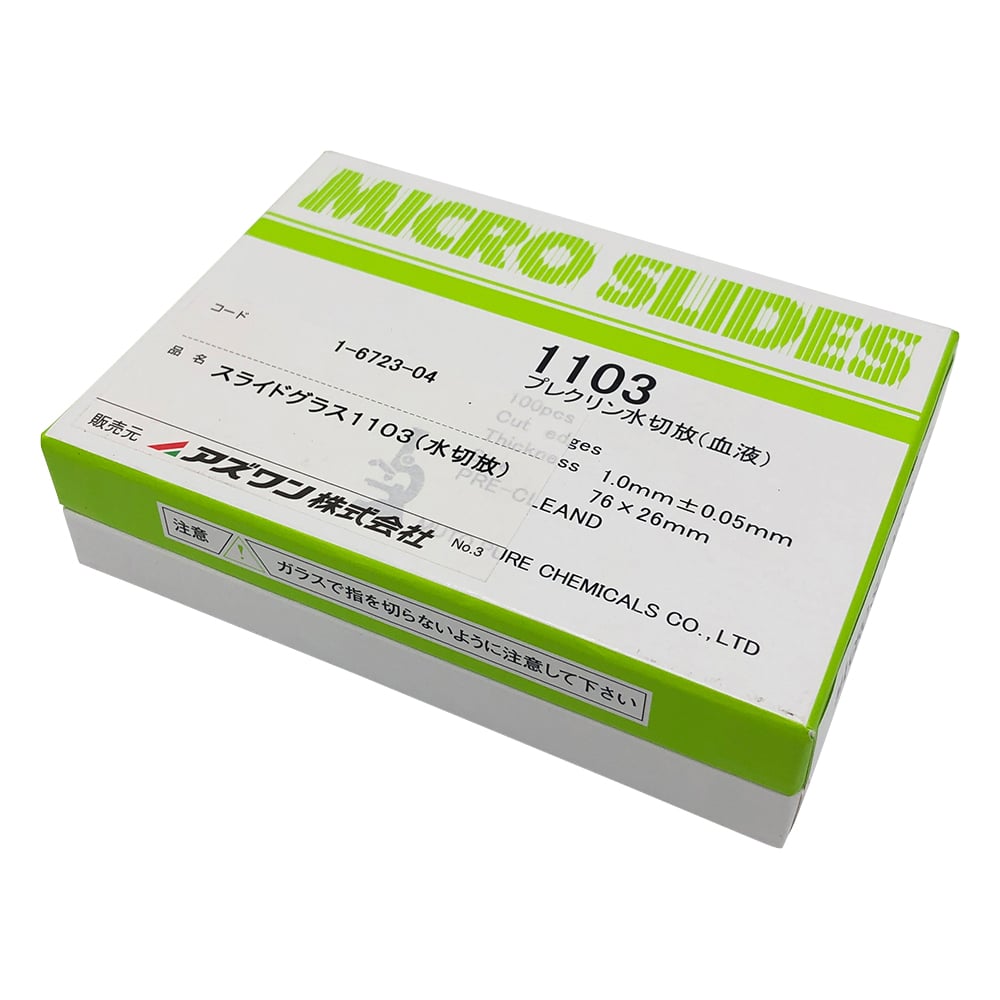 MICRO SLIDES
1103
プレクリン水切放(血液)
100pcs
Cut edges
Thickness 1.0mm±0.05mm
76×26mm
PRE-CLEAND
PURE CHEMICALS CO.,LTD
コード
1-6723-04
品名
スライドグラス1103(水切放)
販売元
アズワン株式会社
No.3
注意
ガラスで指を切らないように注意して下さい